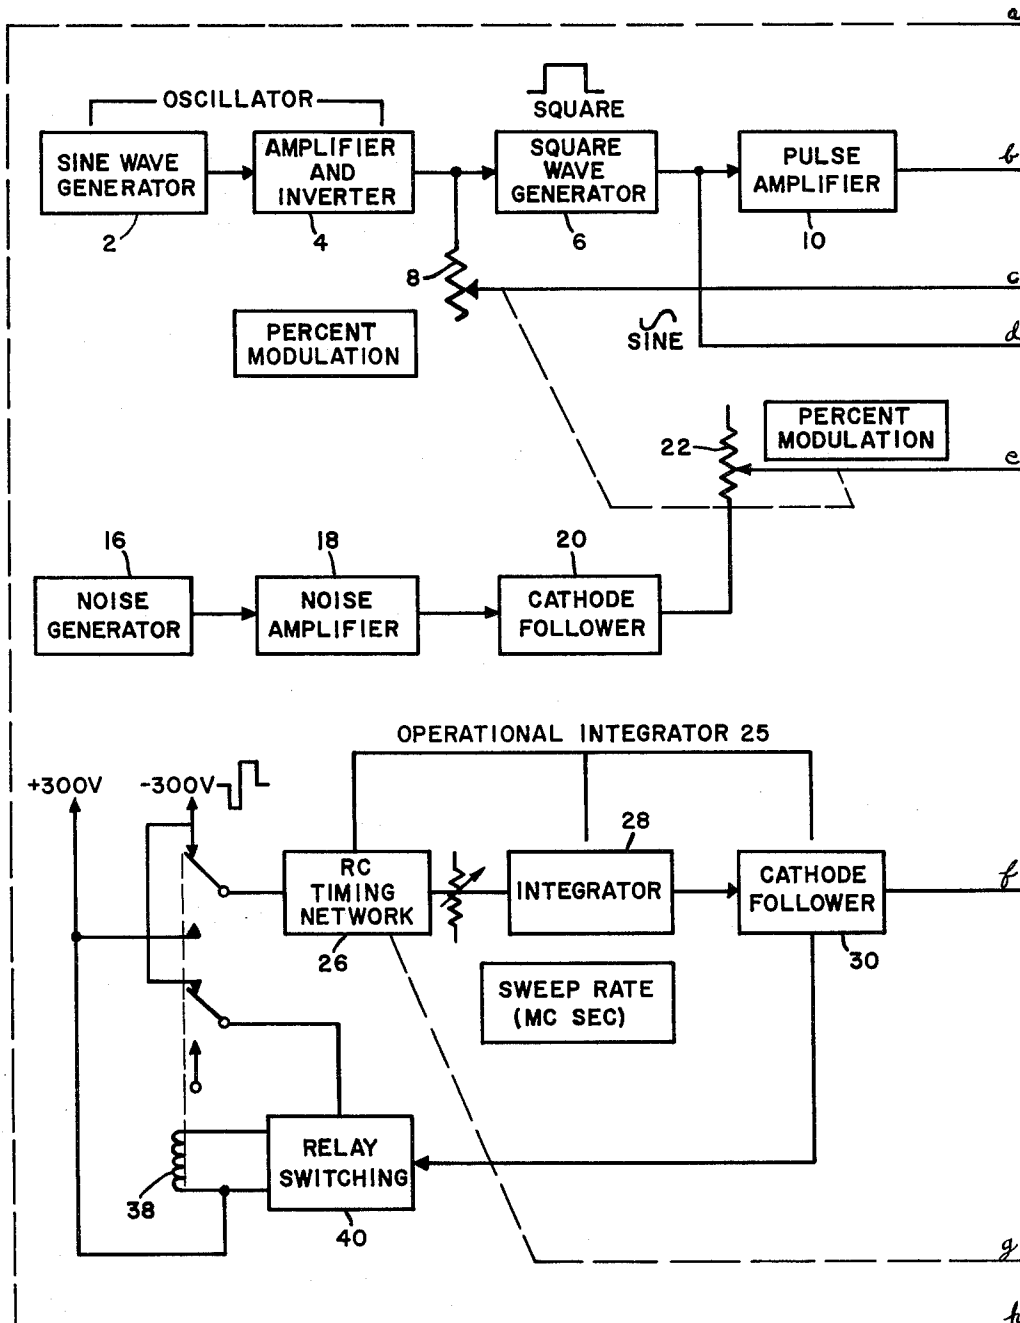 a
OSCILLATOR
SQUARE
SINE WAVE
GENERATOR
AMPLIFIER
AND
INVERTER
SQUARE
WAVE
GENERATOR
PULSE
AMPLIFIER
b
2
4
6
10
8
c
PERCENT
MODULATION
SINE
d
PERCENT
MODULATION
22
e
16
18
20
NOISE
GENERATOR
NOISE
AMPLIFIER
CATHODE
FOLLOWER
OPERATIONAL INTEGRATOR 25
+300V
-300V
28
RC
TIMING
NETWORK
INTEGRATOR
CATHODE
FOLLOWER
f
26
30
SWEEP RATE
(MC SEC)
RELAY
SWITCHING
38
40
g
h